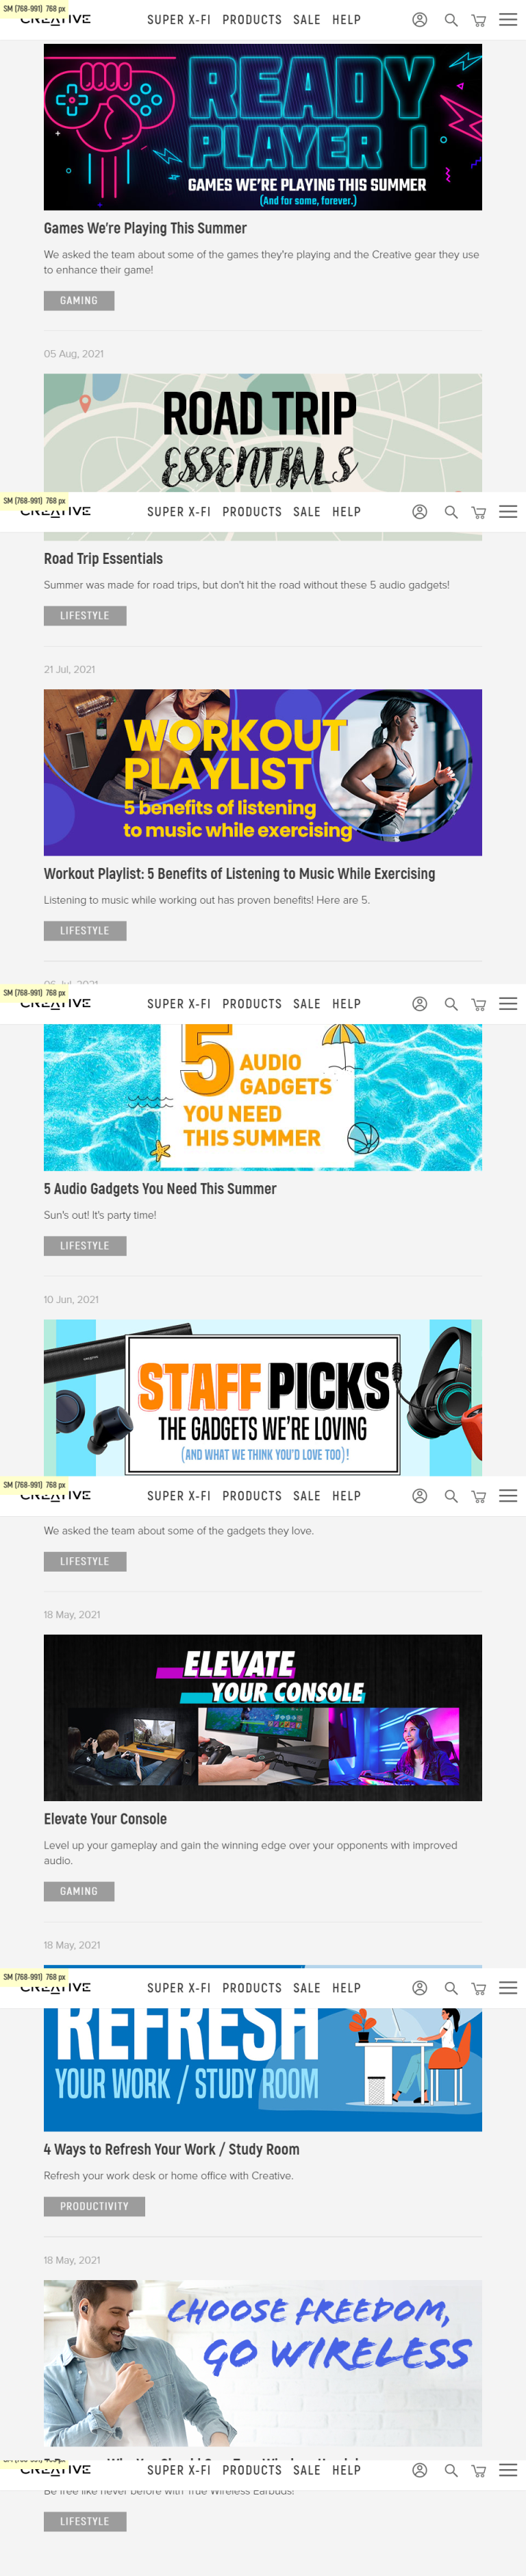 SM (768-991) 768 px
CREATIVE
SUPER X-FI PRODUCTS SALE HELP
READY
PLAYER 1
GAMES WE'RE PLAYING THIS SUMMER
(And for some, forever.)
Games We're Playing This Summer
We asked the team about some of the games they're playing and the Creative gear they use
to enhance their game!
GAMING
05 Aug, 2021
ROAD TRIP
ESSENTIALS
SM (768-991) 768 px
CREATIVE
SUPER X-FI PRODUCTS SALE HELP
Road Trip Essentials
Summer was made for road trips, but don't hit the road without these 5 audio gadgets!
LIFESTYLE
21 Jul, 2021
WORKOUT
PLAYLIST
5 benefits of listening
to music while exercising
Workout Playlist: 5 Benefits of Listening to Music While Exercising
Listening to music while working out has proven benefits! Here are 5.
LIFESTYLE
06 Jul, 2021
SM (768-991) 768 px
CREATIVE
SUPER X-FI PRODUCTS SALE HELP
5 AUDIO
GADGETS
YOU NEED
THIS SUMMER
5 Audio Gadgets You Need This Summer
Sun's out! It's party time!
LIFESTYLE
10 Jun, 2021
STAFF PICKS
THE GADGETS WE'RE LOVING
(AND WHAT WE THINK YOU'D LOVE TOO)!
SM (768-991) 768 px
CREATIVE
SUPER X-FI PRODUCTS SALE HELP
We asked the team about some of the gadgets they love.
LIFESTYLE
18 May, 2021
ELEVATE
YOUR CONSOLE
Elevate Your Console
Level up your gameplay and gain the winning edge over your opponents with improved
audio.
GAMING
18 May, 2021
SM (768-991) 768 px
CREATIVE
SUPER X-FI PRODUCTS SALE HELP
REFRESH
YOUR WORK / STUDY ROOM
4 Ways to Refresh Your Work / Study Room
Refresh your work desk or home office with Creative.
PRODUCTIVITY
18 May, 2021
CHOOSE FREEDOM,
GO WIRELESS
CREATIVE
SUPER X-FI PRODUCTS SALE HELP
Be free like never before with True Wireless Earbuds!
LIFESTYLE